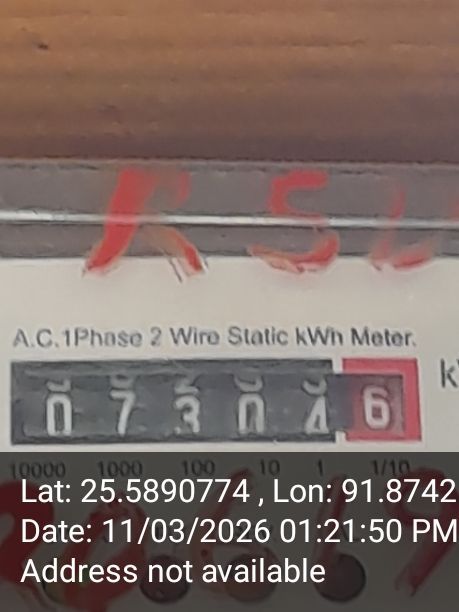 A.C.1Phase 2 Wire Static kWh Meter.
0 7 3 0 4 6
10000 1000 100 10 1 1/10
Lat: 25.5890774 , Lon: 91.8742
Date: 11/03/2026 01:21:50 PM
Address not available